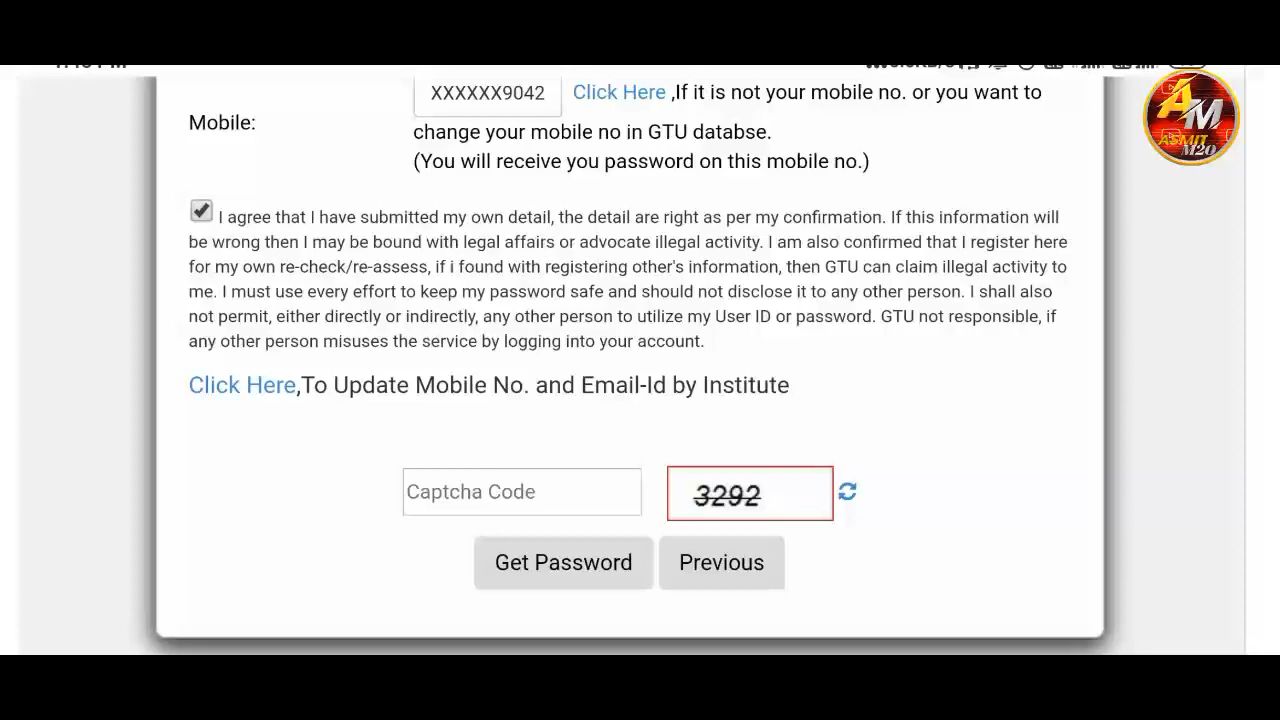 XXXXXX9042 Click Here ,If it is not your mobile no. or you want to
Mobile:
change your mobile no in GTU databse.
(You will receive you password on this mobile no.)
I agree that I have submitted my own detail, the detail are right as per my confirmation. If this information will
be wrong then I may be bound with legal affairs or advocate illegal activity. I am also confirmed that I register here
for my own re-check/re-assess, if i found with registering other's information, then GTU can claim illegal activity to
me. I must use every effort to keep my password safe and should not disclose it to any other person. I shall also
not permit, either directly or indirectly, any other person to utilize my User ID or password. GTU not responsible, if
any other person misuses the service by logging into your account.
Click Here,To Update Mobile No. and Email-Id by Institute
Captcha Code
3292
Get Password
Previous
AM
ASMIT
M20